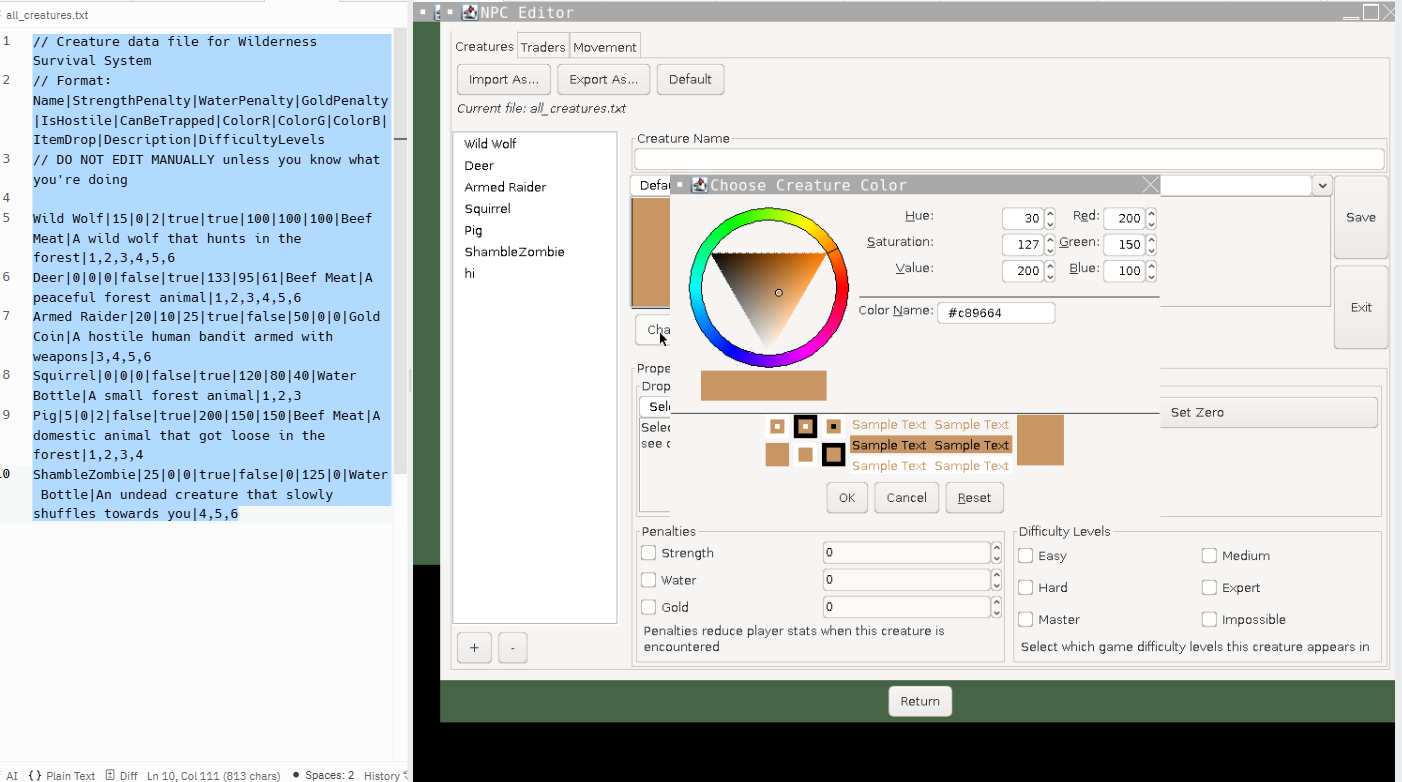 all_creatures.txt
1 // Creature data file for Wilderness
Survival System
2 // Format:
Name|StrengthPenalty|WaterPenalty|GoldPenalty
|IsHostile|CanBeTrapped|ColorR|ColorG|ColorB|
ItemDrop|Description|DifficultyLevels
3 // DO NOT EDIT MANUALLY unless you know what
you're doing
4
5 Wild Wolf|15|0|2|true|true|100|100|100|Beef
Meat|A wild wolf that hunts in the
forest|1,2,3,4,5,6
6 Deer|0|0|0|false|true|133|95|61|Beef Meat|A
peaceful forest animal|1,2,3,4,5,6
7 Armed Raider|20|10|25|true|false|50|0|0|Gold
Coin|A hostile human bandit armed with
weapons|3,4,5,6
8 Squirrel|0|0|0|false|true|120|80|40|Water
Bottle|A small forest animal|1,2,3
9 Pig|5|0|2|false|true|200|150|150|Beef Meat|A
domestic animal that got loose in the
forest|1,2,3,4
10 ShambleZombie|25|0|0|true|false|0|125|0|Water
Bottle|An undead creature that slowly
shuffles towards you|4,5,6
AI {} Plain Text Diff Ln 10, Col 111 (813 chars) Spaces: 2 History
NPC Editor
Creatures Traders Movement
Import As... Export As... Default
Current file: all_creatures.txt
Wild Wolf
Deer
Armed Raider
Squirrel
Pig
ShambleZombie
hi
+ -
Creature Name
Defau
Save
Exit
Cha
Prope
Drop
Sel
Selec
see c
Set Zero
Choose Creature Color
Hue: 30 Red: 200
Saturation: 127 Green: 150
Value: 200 Blue: 100
Color Name: #c89664
Sample Text Sample Text
Sample Text Sample Text
Sample Text Sample Text
OK Cancel Reset
Penalties
Strength 0
Water 0
Gold 0
Penalties reduce player stats when this creature is
encountered
Difficulty Levels
Easy Medium
Hard Expert
Master Impossible
Select which game difficulty levels this creature appears in
Return